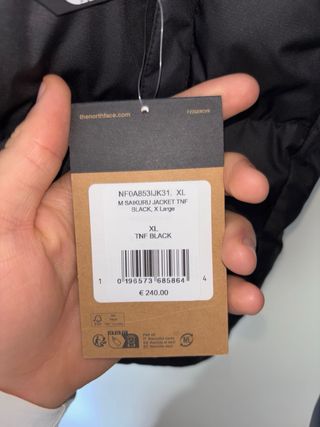 thenorthface.com
NF0A853IJK31, XL
M SAIKURU JACKET TNF
BLACK, X Large
XL
TNF BLACK
1 0 196573 685864 4
€ 240,00